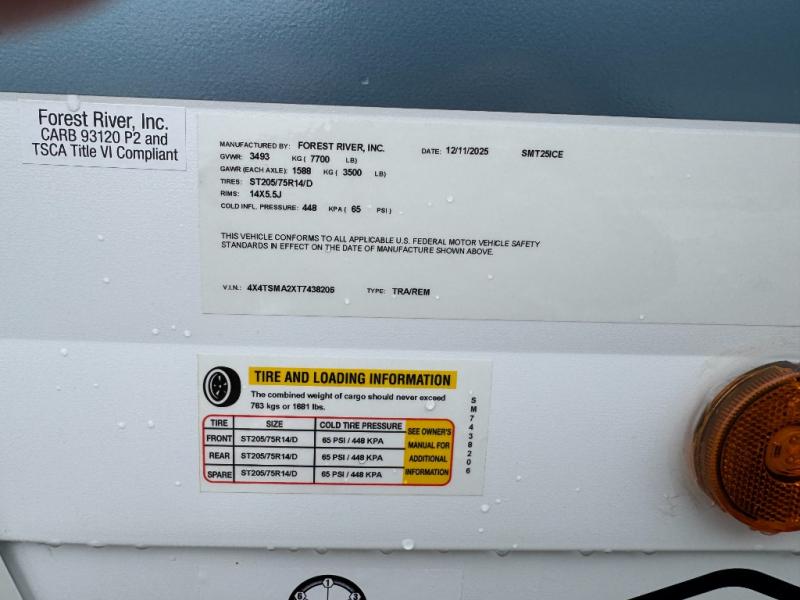 Forest River, Inc.
CARB 93120 P2 and
TSCA Title VI Compliant
MANUFACTURED BY: FOREST RIVER, INC. DATE: 12/11/2025 SMT25ICE
GVWR: 3493 KG ( 7700 LB)
GAWR (EACH AXLE): 1588 KG ( 3500 LB)
TIRES: ST205/75R14/D
RIMS: 14X5.5J
COLD INFL. PRESSURE: 448 KPA ( 65 PSI )
THIS VEHICLE CONFORMS TO ALL APPLICABLE U.S. FEDERAL MOTOR VEHICLE SAFETY
STANDARDS IN EFFECT ON THE DATE OF MANUFACTURE SHOWN ABOVE.
V.I.N.: 4X4TSMA2XT7438206 TYPE: TRA/REM
TIRE AND LOADING INFORMATION
The combined weight of cargo should never exceed
763 kgs or 1681 lbs.
TIRE SIZE COLD TIRE PRESSURE
FRONT ST205/75R14/D 65 PSI / 448 KPA
REAR ST205/75R14/D 65 PSI / 448 KPA
SPARE ST205/75R14/D 65 PSI / 448 KPA
SEE OWNER'S
MANUAL FOR
ADDITIONAL
INFORMATION
SM7438206
1